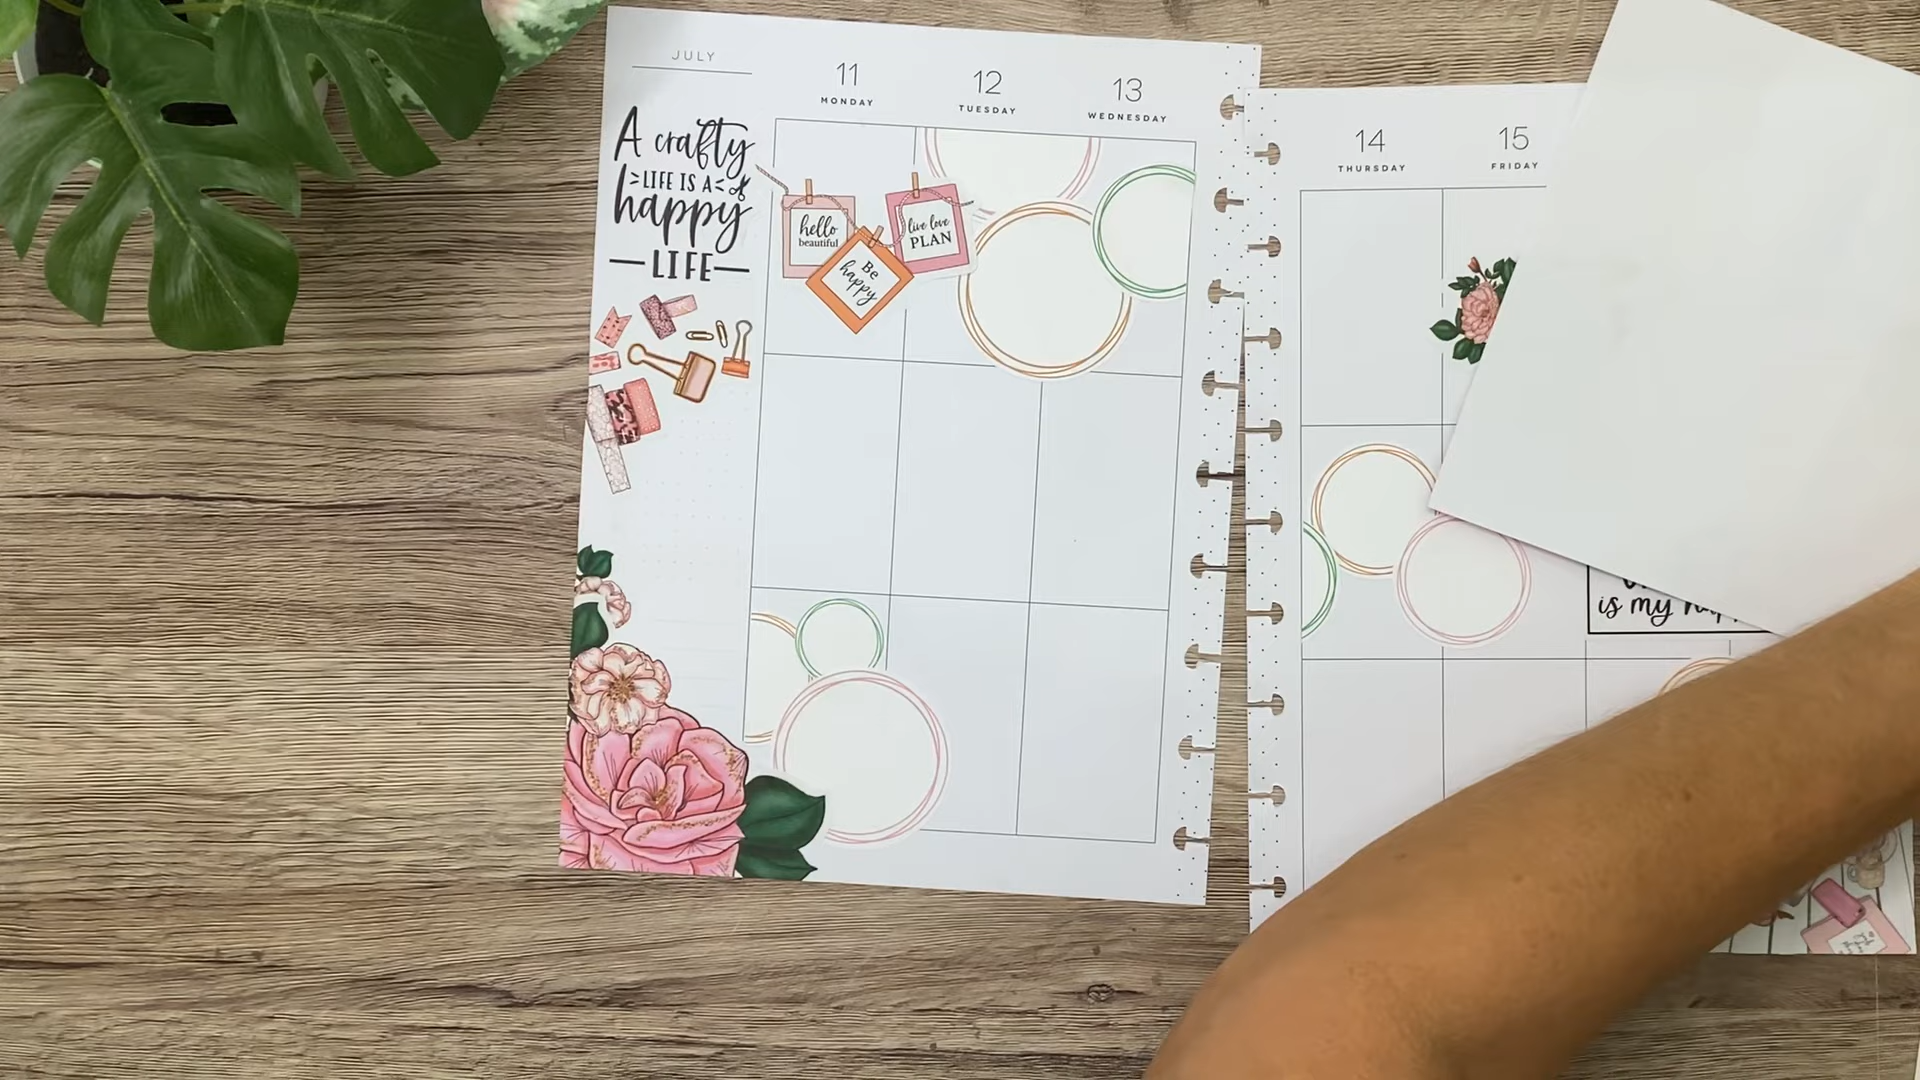 JULY
11
MONDAY
12
TUESDAY
13
WEDNESDAY
14
THURSDAY
15
FRIDAY
A crafty
LIFE IS A
happy
LIFE
hello
beautiful
Be
happy
live love
PLAN
is my